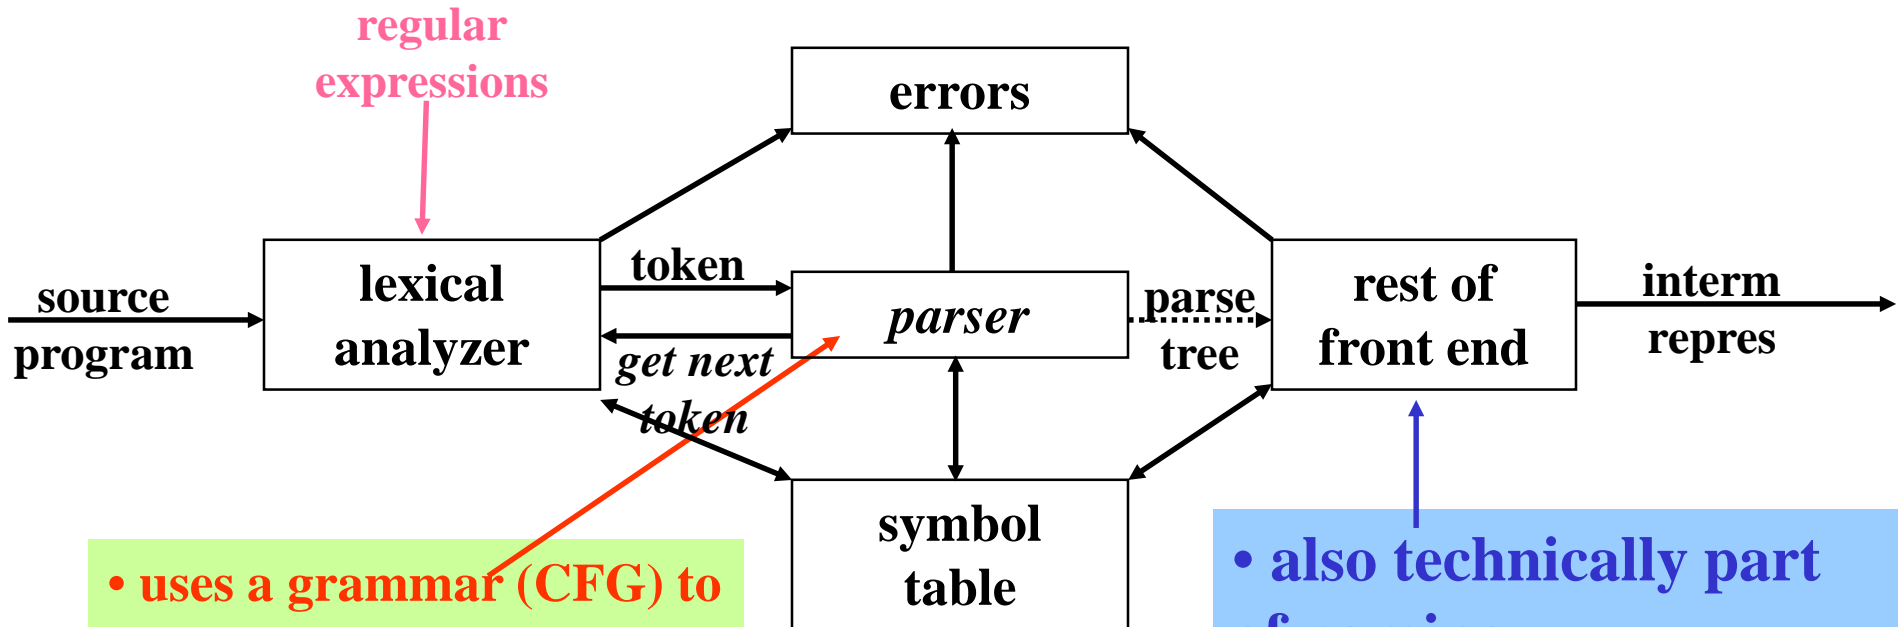 regular
expressions
errors
source
program
lexical
analyzer
token
get next
token
parser
parse
tree
rest of
front end
interm
repres
symbol
table
• uses a grammar (CFG) to
• also technically part